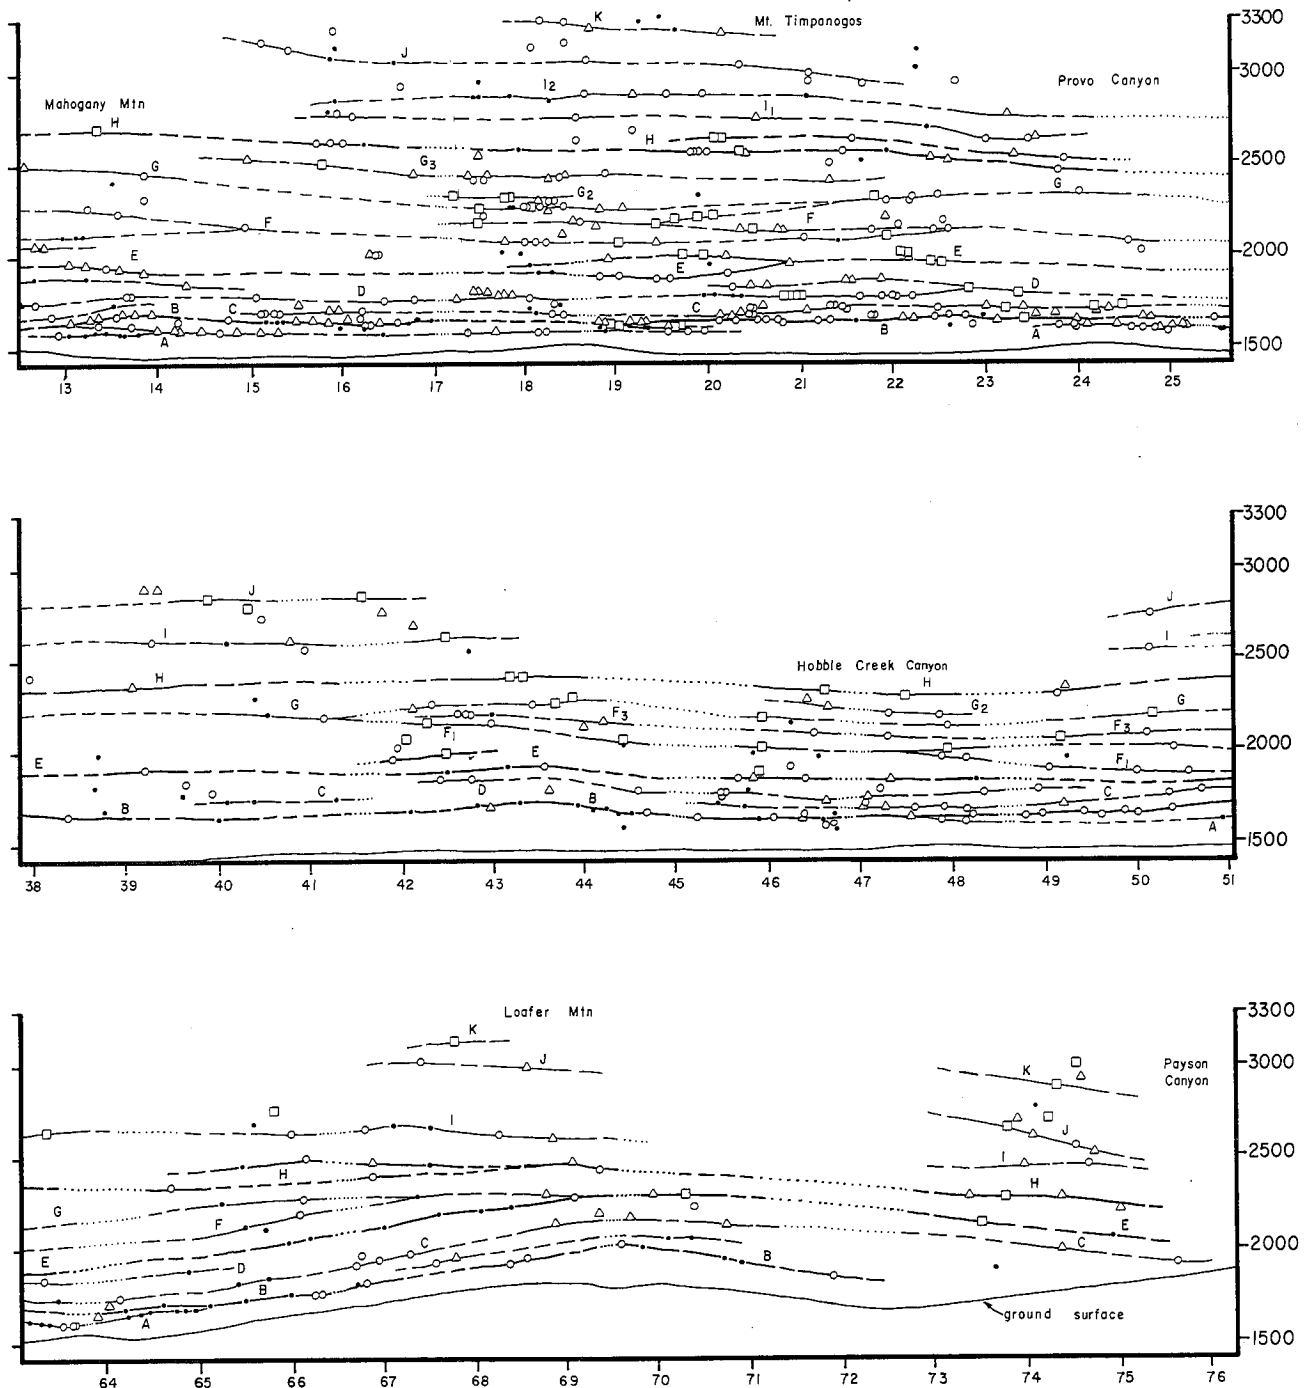 K Mt. Timpanogos 3300
J
3000
I2 Provo Canyon
Mahogany Mtn I1
H H
2500
G G3 G2 G
F F
2000
E E E
D D
B C C B
A A
1500
13 14 15 16 17 18 19 20 21 22 23 24 25
3300
3000
J J
I I
2500
Hobble Creek Canyon
H H
G G2 G
F3 F3
2000
F1 F1
E E
D C C
B B
A
1500
38 39 40 41 42 43 44 45 46 47 48 49 50 51
3300
Loafer Mtn
K
J 3000
K Payson
Canyon
I J
2500
I
H H
G
F E
2000
E C C
D B
B
A ground surface
1500
64 65 66 67 68 69 70 71 72 73 74 75 76